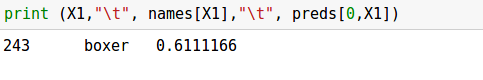 print (X1,"\t", names[X1],"\t", preds[0,X1])
243 boxer 0.6111166